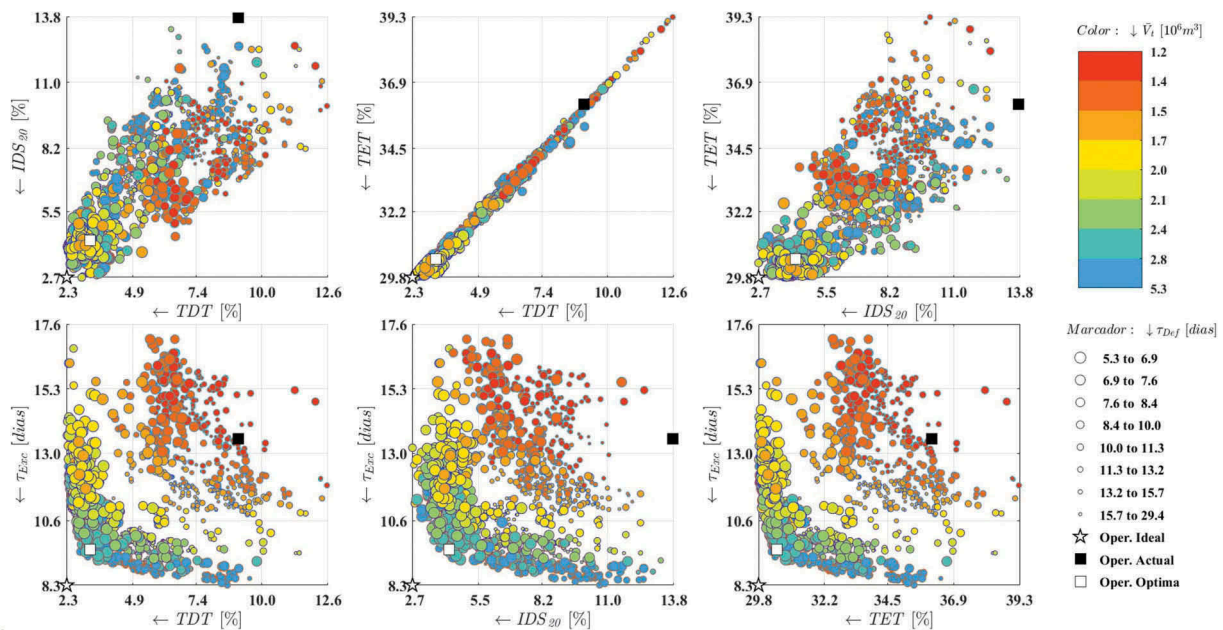 13.8
11.0
8.2
5.5
2.7
← IDS20 [%]
2.3 4.9 7.4 10.0 12.6
← TDT [%]
39.3
36.9
34.5
32.2
29.8
← TET [%]
2.3 4.9 7.4 10.0 12.6
← TDT [%]
39.3
36.9
34.5
32.2
29.8
← TET [%]
2.7 5.5 8.2 11.0 13.8
← IDS20 [%]
Color : ↓ V̄t [10⁶m³]
1.2
1.4
1.5
1.7
2.0
2.1
2.4
2.8
5.3
17.6
15.3
13.0
10.6
8.3
← τExc [dias]
2.3 4.9 7.4 10.0 12.6
← TDT [%]
17.6
15.3
13.0
10.6
8.3
← τExc [dias]
2.7 5.5 8.2 11.0 13.8
← IDS20 [%]
17.6
15.3
13.0
10.6
8.3
← τExc [dias]
29.8 32.2 34.5 36.9 39.3
← TET [%]
Marcador : ↓ τDef [dias]
5.3 to 6.9
6.9 to 7.6
7.6 to 8.4
8.4 to 10.0
10.0 to 11.3
11.3 to 13.2
13.2 to 15.7
15.7 to 29.4
Oper. Ideal
Oper. Actual
Oper. Optima